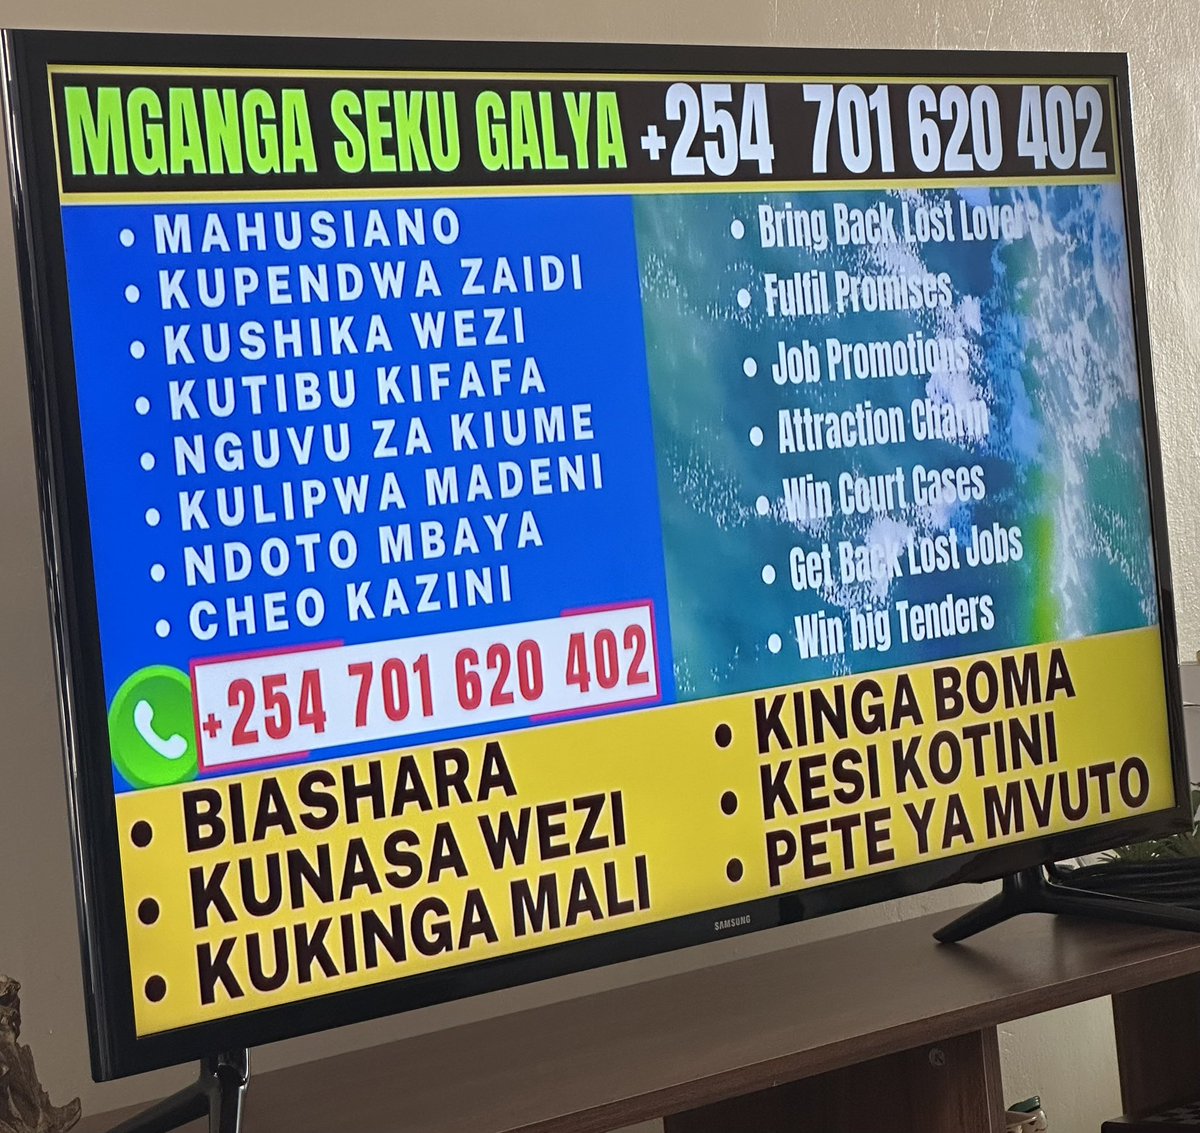 MGANGA SEKU GALYA +254 701 620 402
• MAHUSIANO
• KUPENDWA ZAIDI
• KUSHIKA WEZI
• KUTIBU KIFAFA
• NGUVU ZA KIUME
• KULIPWA MADENI
• NDOTO MBAYA
• CHEO KAZINI
+254 701 620 402
• Bring Back Lost Lover
• Fulfil Promises
• Job Promotions
• Attraction Charm
• Win Court Cases
• Get Back Lost Jobs
• Win big Tenders
• BIASHARA
• KUNASA WEZI
• KUKINGA MALI
• KINGA BOMA
• KESI KOTINI
• PETE YA MVUTO
SAMSUNG